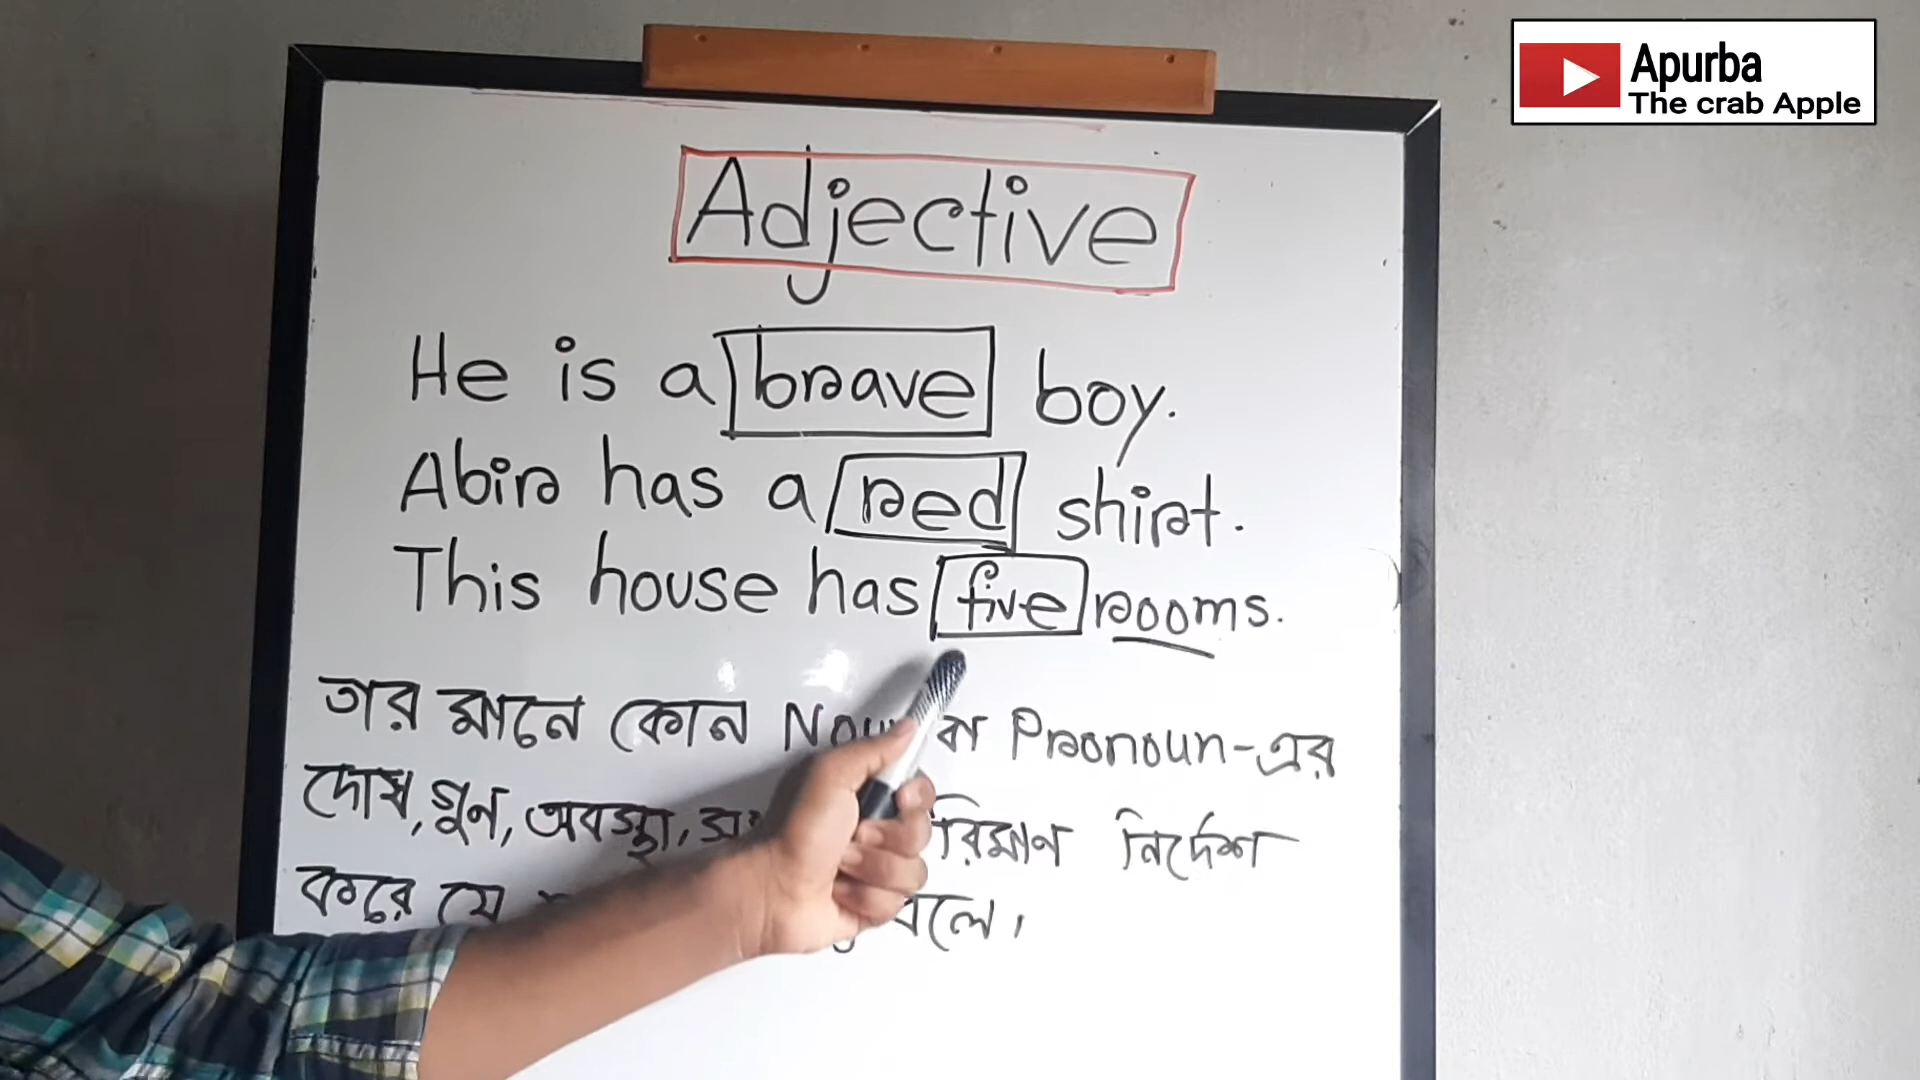 Apurba
The crab Apple
Adjective
He is a brave boy.
Abir has a red shirt.
This house has five rooms.
তার মানে কোন বা Pronoun-এর
দোষ, গুন, অবস্থা, নির্দেশ
করে যে বলে।